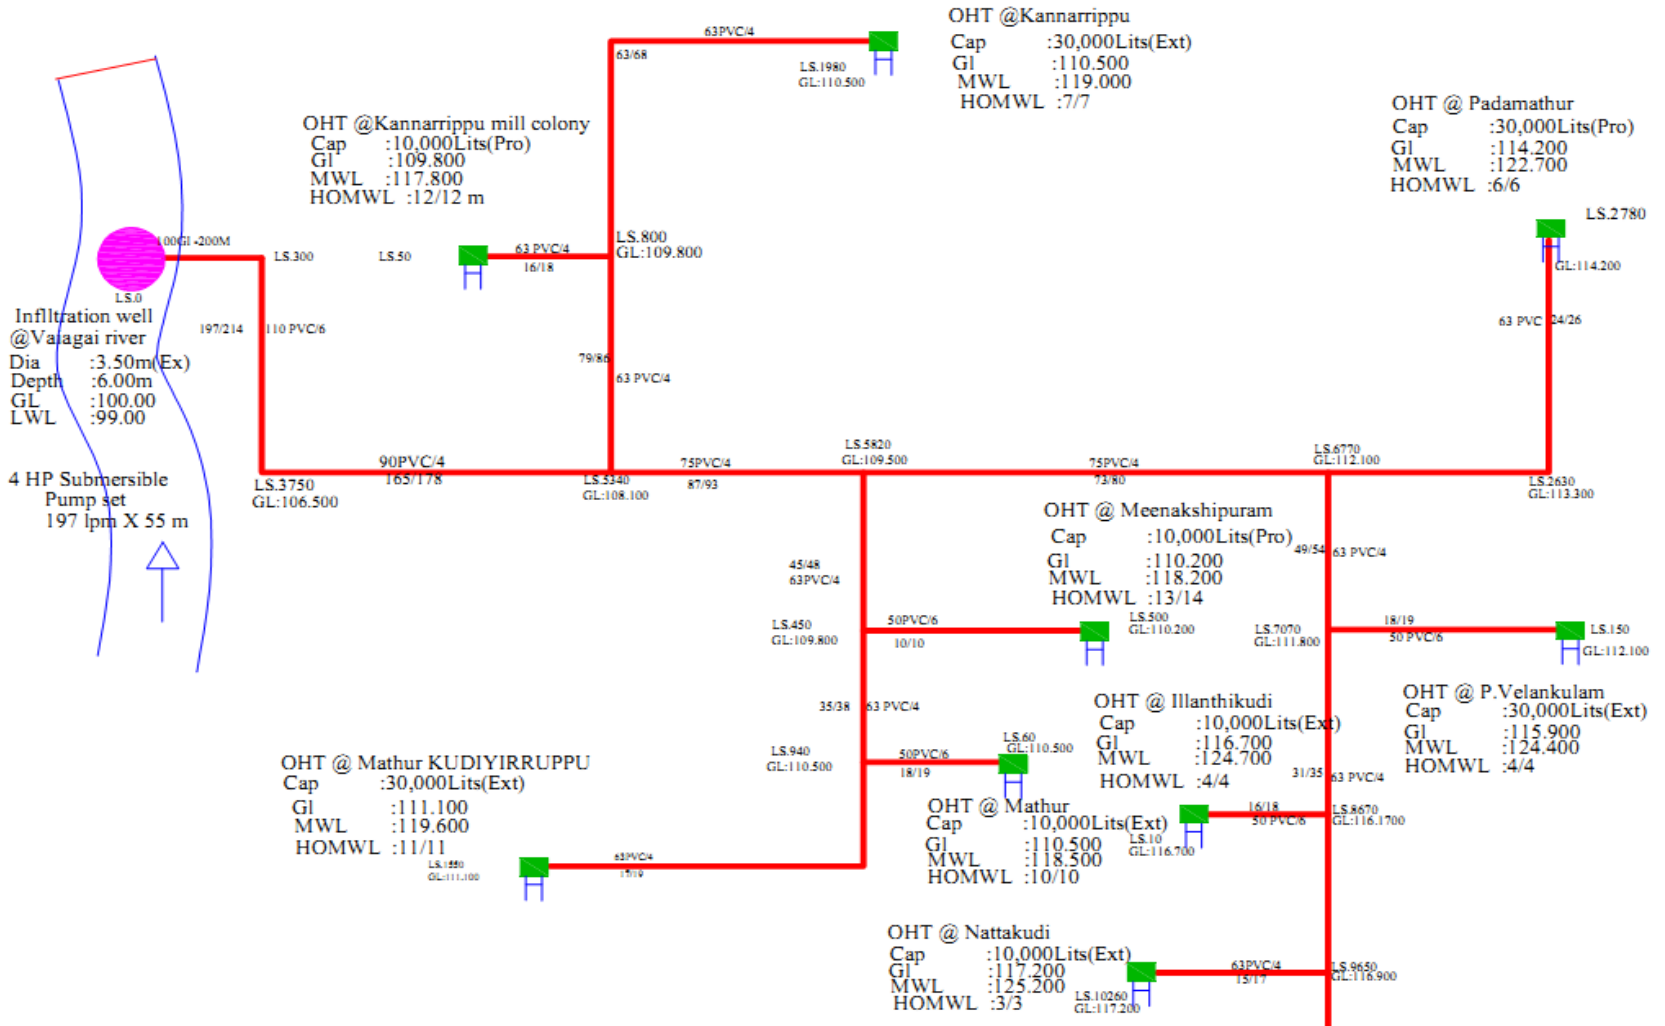 OHT @Kannarrippu
Cap :30,000Lits(Ext)
Gl :110.500
MWL :119.000
HOMWL :7/7
63PVC/4
63/68
LS.1980
GL:110.500
OHT @ Padamathur
Cap :30,000Lits(Pro)
Gl :114.200
MWL :122.700
HOMWL :6/6
LS.2780
GL:114.200
63 PVC 24/26
OHT @Kannarrippu mill colony
Cap :10,000Lits(Pro)
Gl :109.800
MWL :117.800
HOMWL :12/12 m
LS.50
63 PVC/4
16/18
LS.800
GL:109.800
100GI -200M
LS.300
LS.0
Inflltration well
@Vaiagai river
Dia :3.50m(Ex)
Depth :6.00m
GL :100.00
LWL :99.00
197/214
110 PVC/6
79/86
63 PVC/4
4 HP Submersible
Pump set
197 lpm X 55 m
LS.3750
GL:106.500
90PVC/4
165/178
LS.5340
GL:108.100
75PVC/4
87/93
LS.5820
GL:109.500
75PVC/4
73/80
LS.6770
GL:112.100
LS.2630
GL:113.300
OHT @ Meenakshipuram
Cap :10,000Lits(Pro)
Gl :110.200
MWL :118.200
HOMWL :13/14
49/54
63 PVC/4
45/48
63PVC/4
LS.450
GL:109.800
50PVC/6
10/10
LS.500
GL:110.200
LS.7070
GL:111.800
18/19
50 PVC/6
LS.150
GL:112.100
35/38
63 PVC/4
OHT @ Illanthikudi
Cap :10,000Lits(Ext)
Gl :116.700
MWL :124.700
HOMWL :4/4
OHT @ P.Velankulam
Cap :30,000Lits(Ext)
Gl :115.900
MWL :124.400
HOMWL :4/4
LS.940
GL:110.500
50PVC/6
18/19
LS.60
GL:110.500
31/35
63 PVC/4
OHT @ Mathur KUDIYIRRUPPU
Cap :30,000Lits(Ext)
Gl :111.100
MWL :119.600
HOMWL :11/11
LS.1550
GL:111.100
63PVC/4
OHT @ Mathur
Cap :10,000Lits(Ext)
Gl :110.500
MWL :118.500
HOMWL :10/10
16/18
50 PVC/6
LS.10
GL:116.700
LS.8670
GL:116.1700
OHT @ Nattakudi
Cap :10,000Lits(Ext)
Gl :117.200
MWL :125.200
HOMWL :3/3
LS.10260
GL:117.200
63PVC/4
15/17
LS.9650
GL:116.900